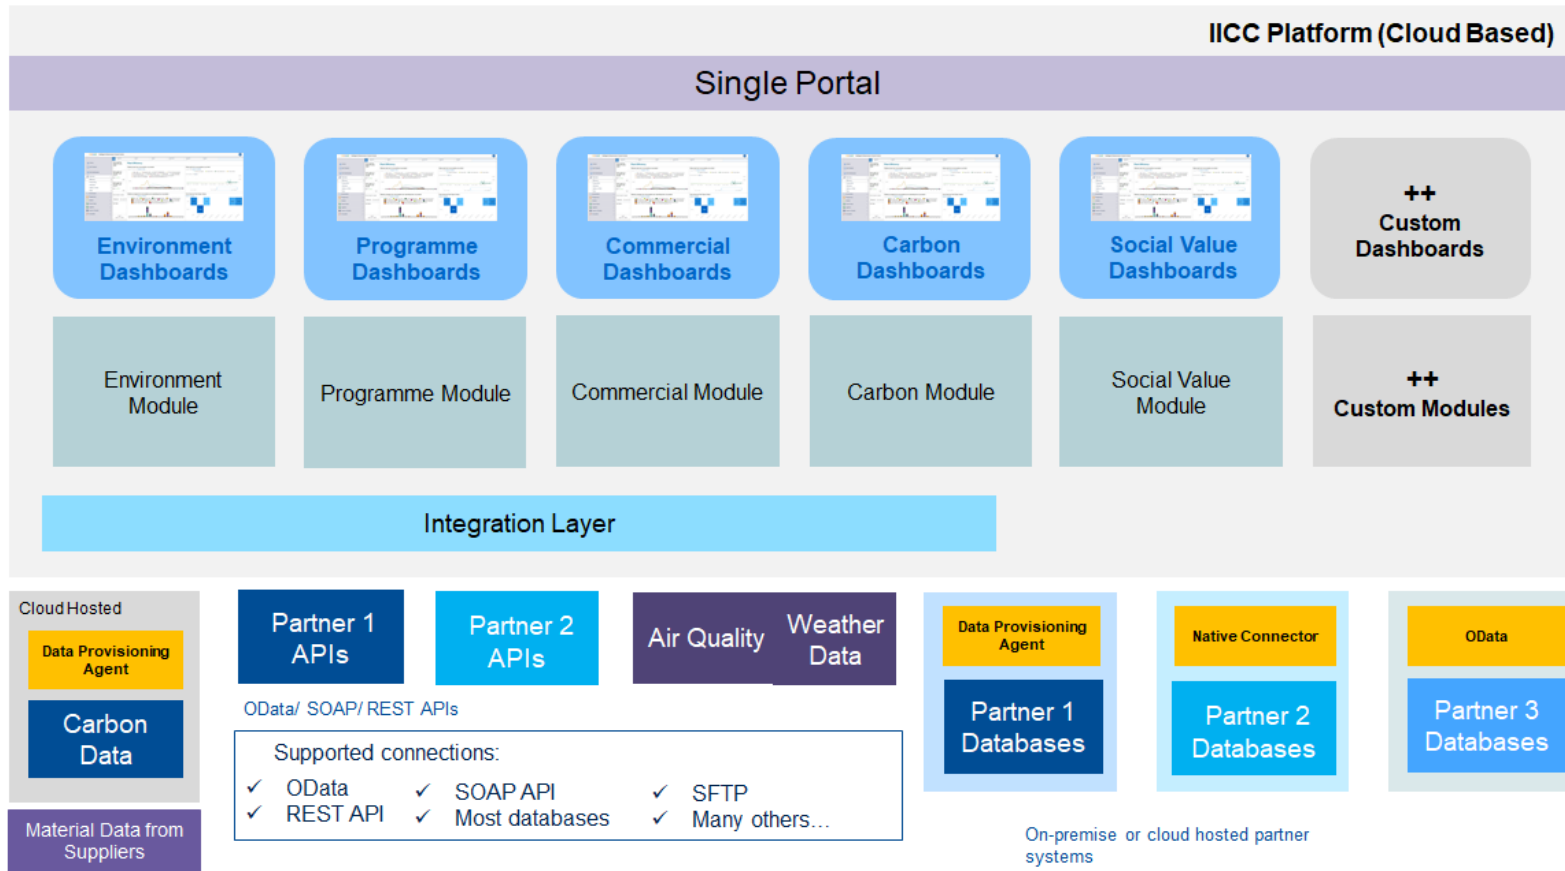 IICC Platform (Cloud Based)
Single Portal
Environment
Dashboards
Programme
Dashboards
Commercial
Dashboards
Carbon
Dashboards
Social Value
Dashboards
++
Custom
Dashboards
Environment
Module
Programme Module
Commercial Module
Carbon Module
Social Value
Module
++
Custom Modules
Integration Layer
Cloud Hosted
Data Provisioning
Agent
Carbon
Data
Material Data from
Suppliers
Partner 1
APIs
Partner 2
APIs
Air Quality
Weather
Data
OData/ SOAP/ REST APIs
Supported connections:
✓ OData
✓ REST API
✓ SOAP API
✓ Most databases
✓ SFTP
✓ Many others…
Data Provisioning
Agent
Partner 1
Databases
Native Connector
Partner 2
Databases
OData
Partner 3
Databases
On-premise or cloud hosted partner
systems